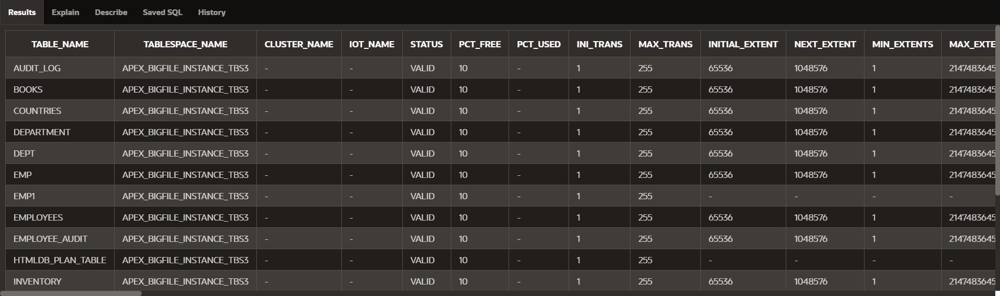 Results Explain Describe Saved SQL History
TABLE_NAME TABLESPACE_NAME CLUSTER_NAME IOT_NAME STATUS PCT_FREE PCT_USED INI_TRANS MAX_TRANS INITIAL_EXTENT NEXT_EXTENT MIN_EXTENTS MAX_EXTE
AUDIT_LOG APEX_BIGFILE_INSTANCE_TBS3 - - VALID 10 - 1 255 65536 1048576 1 2147483645
BOOKS APEX_BIGFILE_INSTANCE_TBS3 - - VALID 10 - 1 255 65536 1048576 1 2147483645
COUNTRIES APEX_BIGFILE_INSTANCE_TBS3 - - VALID 10 - 1 255 65536 1048576 1 2147483645
DEPARTMENT APEX_BIGFILE_INSTANCE_TBS3 - - VALID 10 - 1 255 65536 1048576 1 2147483645
DEPT APEX_BIGFILE_INSTANCE_TBS3 - - VALID 10 - 1 255 65536 1048576 1 2147483645
EMP APEX_BIGFILE_INSTANCE_TBS3 - - VALID 10 - 1 255 65536 1048576 1 2147483645
EMP1 APEX_BIGFILE_INSTANCE_TBS3 - - VALID 10 - 1 255 - - - -
EMPLOYEES APEX_BIGFILE_INSTANCE_TBS3 - - VALID 10 - 1 255 65536 1048576 1 2147483645
EMPLOYEE_AUDIT APEX_BIGFILE_INSTANCE_TBS3 - - VALID 10 - 1 255 65536 1048576 1 2147483645
HTMLDB_PLAN_TABLE APEX_BIGFILE_INSTANCE_TBS3 - - VALID 10 - 1 255 - - - -
INVENTORY APEX_BIGFILE_INSTANCE_TBS3 - - VALID 10 - 1 255 65536 1048576 1 2147483645